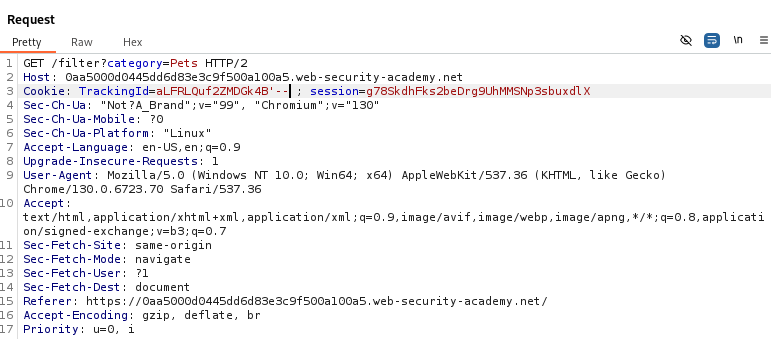 Request
Pretty Raw Hex
\n
1 GET /filter?category=Pets HTTP/2
2 Host: 0aa5000d0445dd6d83e3c9f500a100a5.web-security-academy.net
3 Cookie: TrackingId=aLFRLQuf2ZMDGk4B'-- ; session=g78SkdhFks2beDrg9UhMMSNp3sbuxdlX
4 Sec-Ch-Ua: "Not?A_Brand";v="99", "Chromium";v="130"
5 Sec-Ch-Ua-Mobile: ?0
6 Sec-Ch-Ua-Platform: "Linux"
7 Accept-Language: en-US,en;q=0.9
8 Upgrade-Insecure-Requests: 1
9 User-Agent: Mozilla/5.0 (Windows NT 10.0; Win64; x64) AppleWebKit/537.36 (KHTML, like Gecko)
Chrome/130.0.6723.70 Safari/537.36
10 Accept:
text/html,application/xhtml+xml,application/xml;q=0.9,image/avif,image/webp,image/apng,*/*;q=0.8,applicati
on/signed-exchange;v=b3;q=0.7
11 Sec-Fetch-Site: same-origin
12 Sec-Fetch-Mode: navigate
13 Sec-Fetch-User: ?1
14 Sec-Fetch-Dest: document
15 Referer: https://0aa5000d0445dd6d83e3c9f500a100a5.web-security-academy.net/
16 Accept-Encoding: gzip, deflate, br
17 Priority: u=0, i